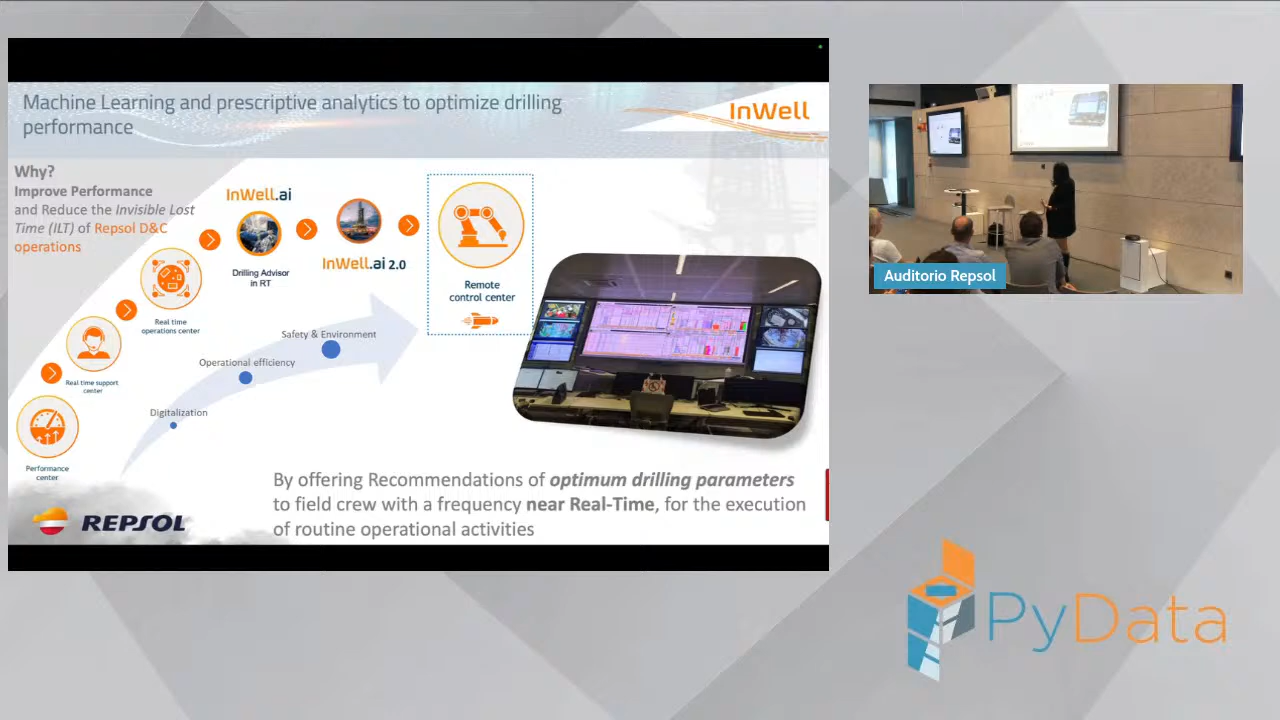 Machine Learning and prescriptive analytics to optimize drilling
performance
InWell
Why?
Improve Performance
and Reduce the Invisible Lost
Time (ILT) of Repsol D&C
operations
InWell.ai
Drilling Advisor
in RT
InWell.ai 2.0
Remote
control center
Real time
operations center
Real time support
center
Performance
center
Safety & Environment
Operational efficiency
Digitalization
By offering Recommendations of optimum drilling parameters
to field crew with a frequency near Real-Time, for the execution
of routine operational activities
REPSOL
Auditorio Repsol
PyData